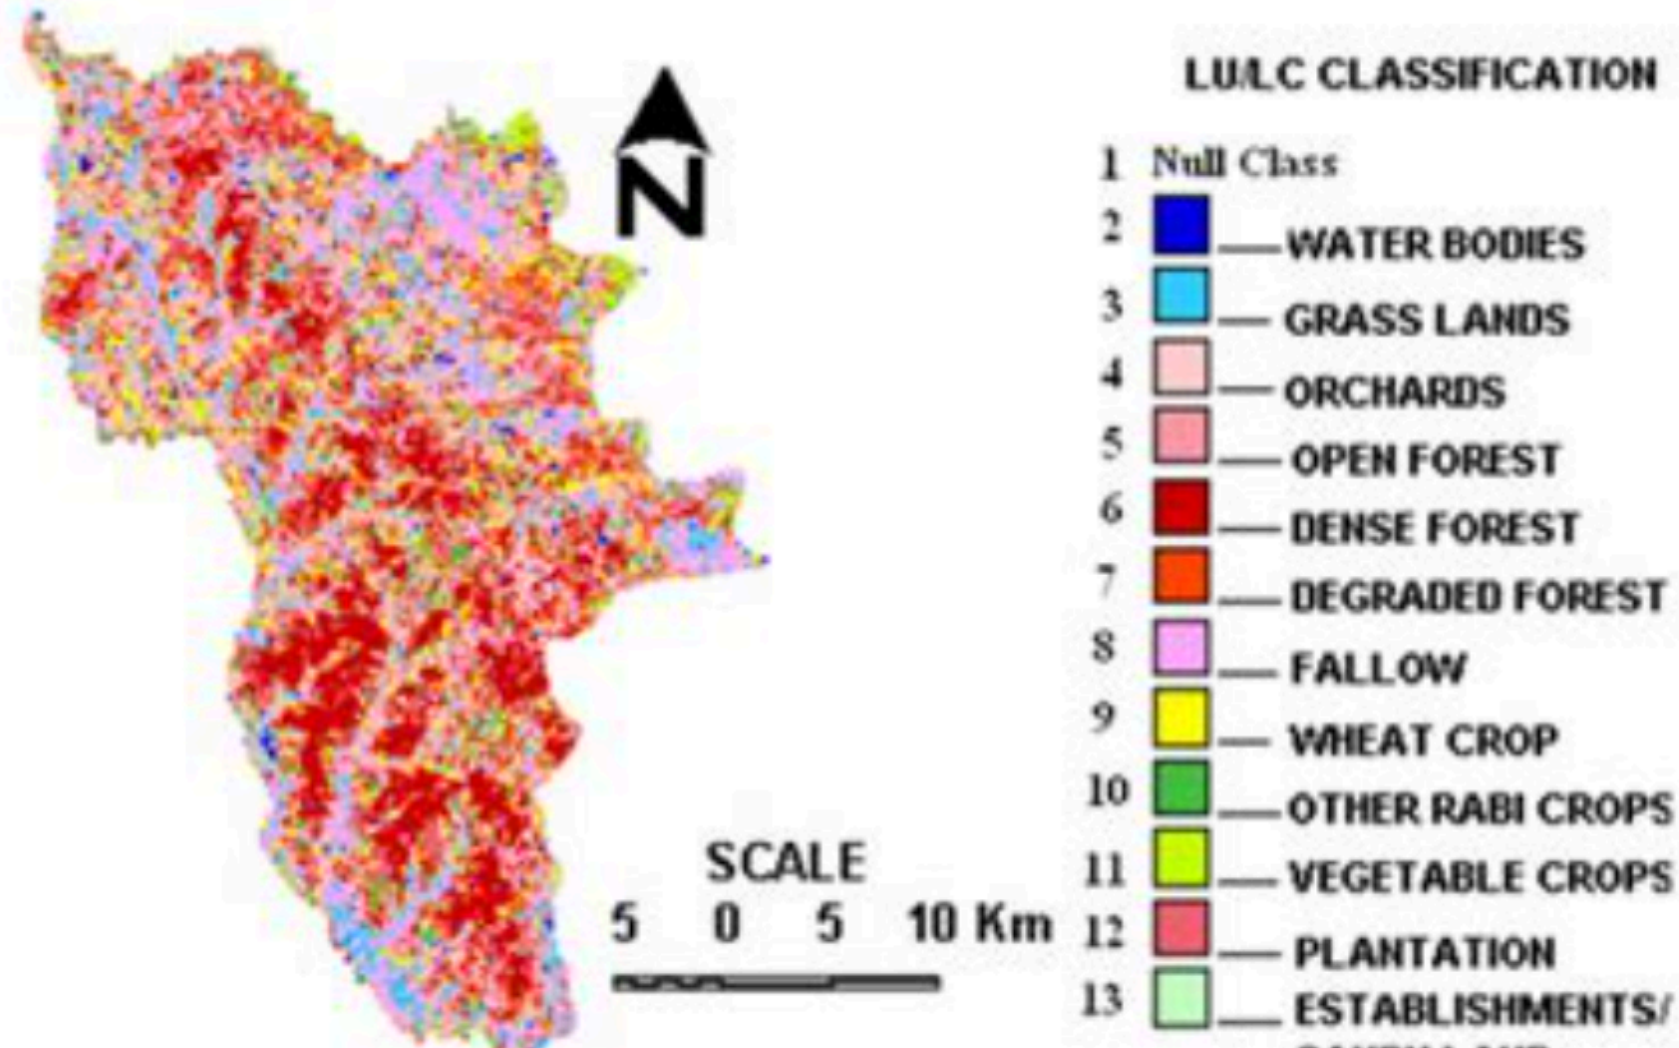 LU/LC CLASSIFICATION
N
1 Null Class
2 WATER BODIES
3 GRASS LANDS
4 ORCHARDS
5 OPEN FOREST
6 DENSE FOREST
7 DEGRADED FOREST
8 FALLOW
9 WHEAT CROP
10 OTHER RABI CROPS
11 VEGETABLE CROPS
12 PLANTATION
13 ESTABLISHMENTS/
SCALE
5 0 5 10 Km